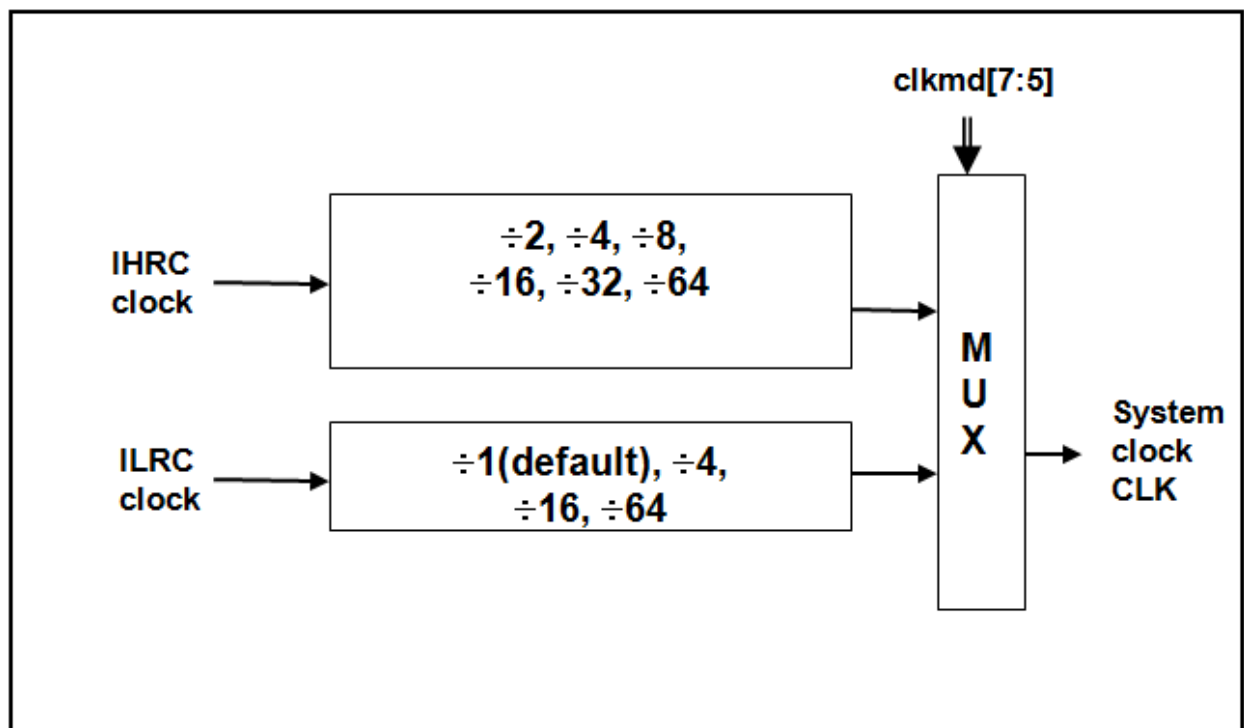 clkmd[7:5]
IHRC
clock
÷2, ÷4, ÷8,
÷16, ÷32, ÷64
M
U
X
ILRC
clock
÷1(default), ÷4,
÷16, ÷64
System
clock
CLK